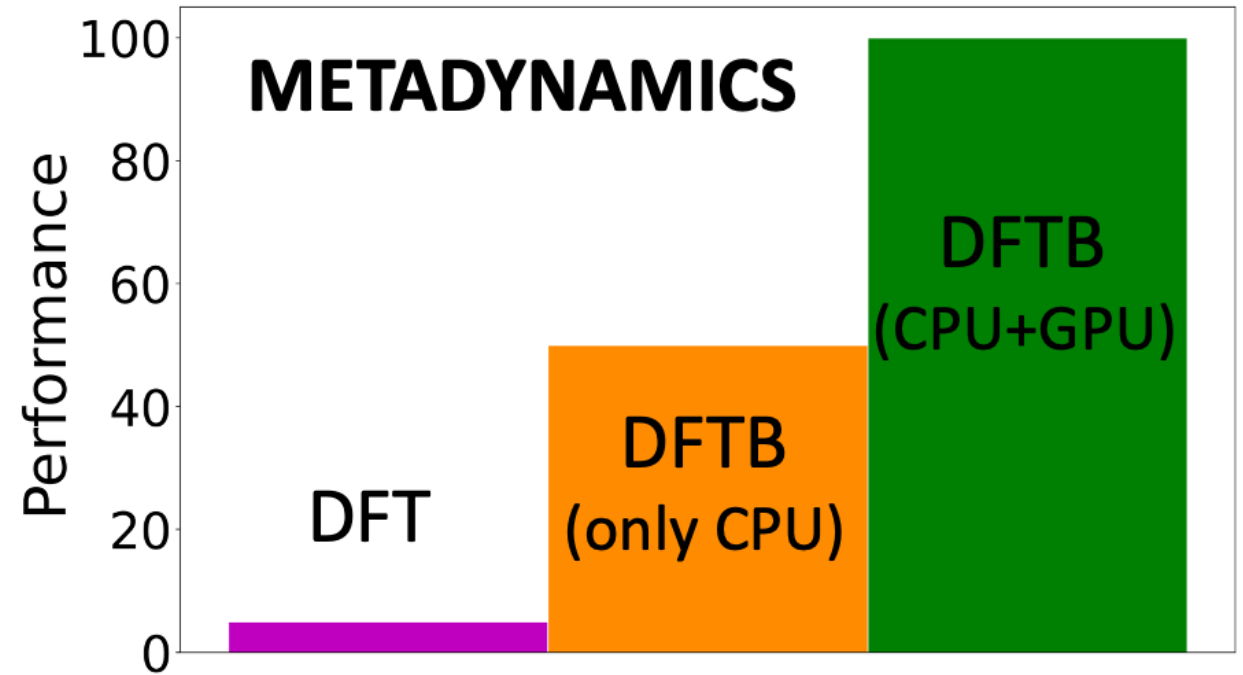 METADYNAMICS
Performance
100
80
60
40
20
0
DFT
DFTB
(only CPU)
DFTB
(CPU+GPU)